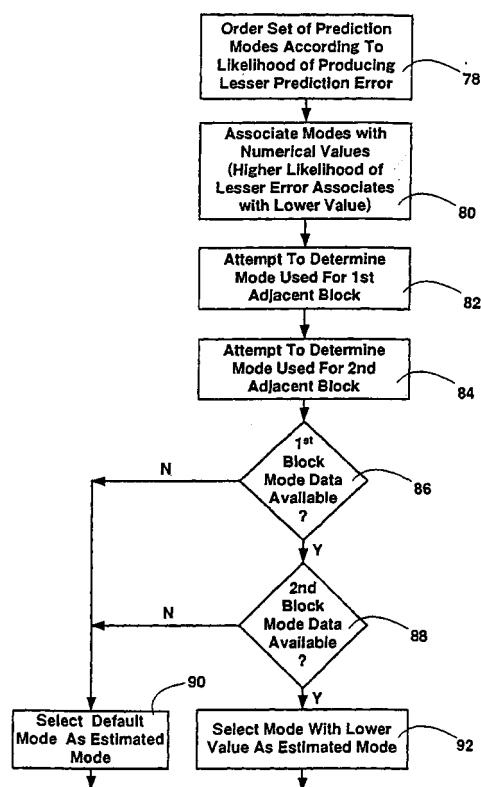 Order Set of Prediction
Modes According To
Likelihood of Producing
Lesser Prediction Error
78
Associate Modes with
Numerical Values
(Higher Likelihood of
Lesser Error Associates
with Lower Value)
80
Attempt To Determine
Mode Used For 1st
Adjacent Block
82
Attempt To Determine
Mode Used For 2nd
Adjacent Block
84
1st
Block
Mode Data
Available
?
86
N
Y
2nd
Block
Mode Data
Available
?
88
N
Y
90
Select Default
Mode As Estimated
Mode
Select Mode With Lower
Value As Estimated Mode
92